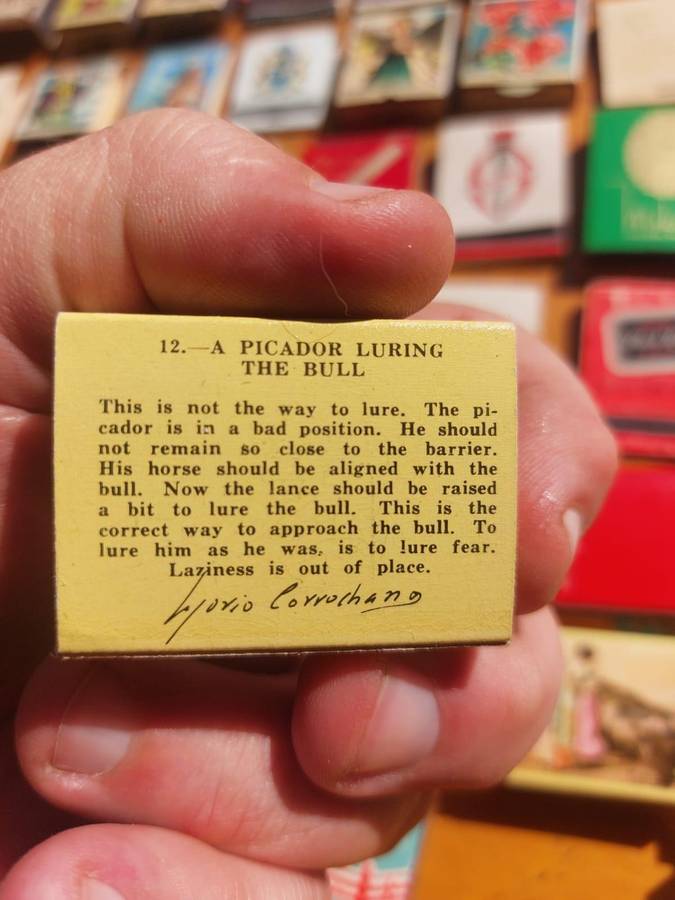 12.—A PICADOR LURING
THE BULL
This is not the way to lure. The pi-
cador is in a bad position. He should
not remain so close to the barrier.
His horse should be aligned with the
bull. Now the lance should be raised
a bit to lure the bull. This is the
correct way to approach the bull. To
lure him as he was, is to lure fear.
Laziness is out of place.
Corrochano